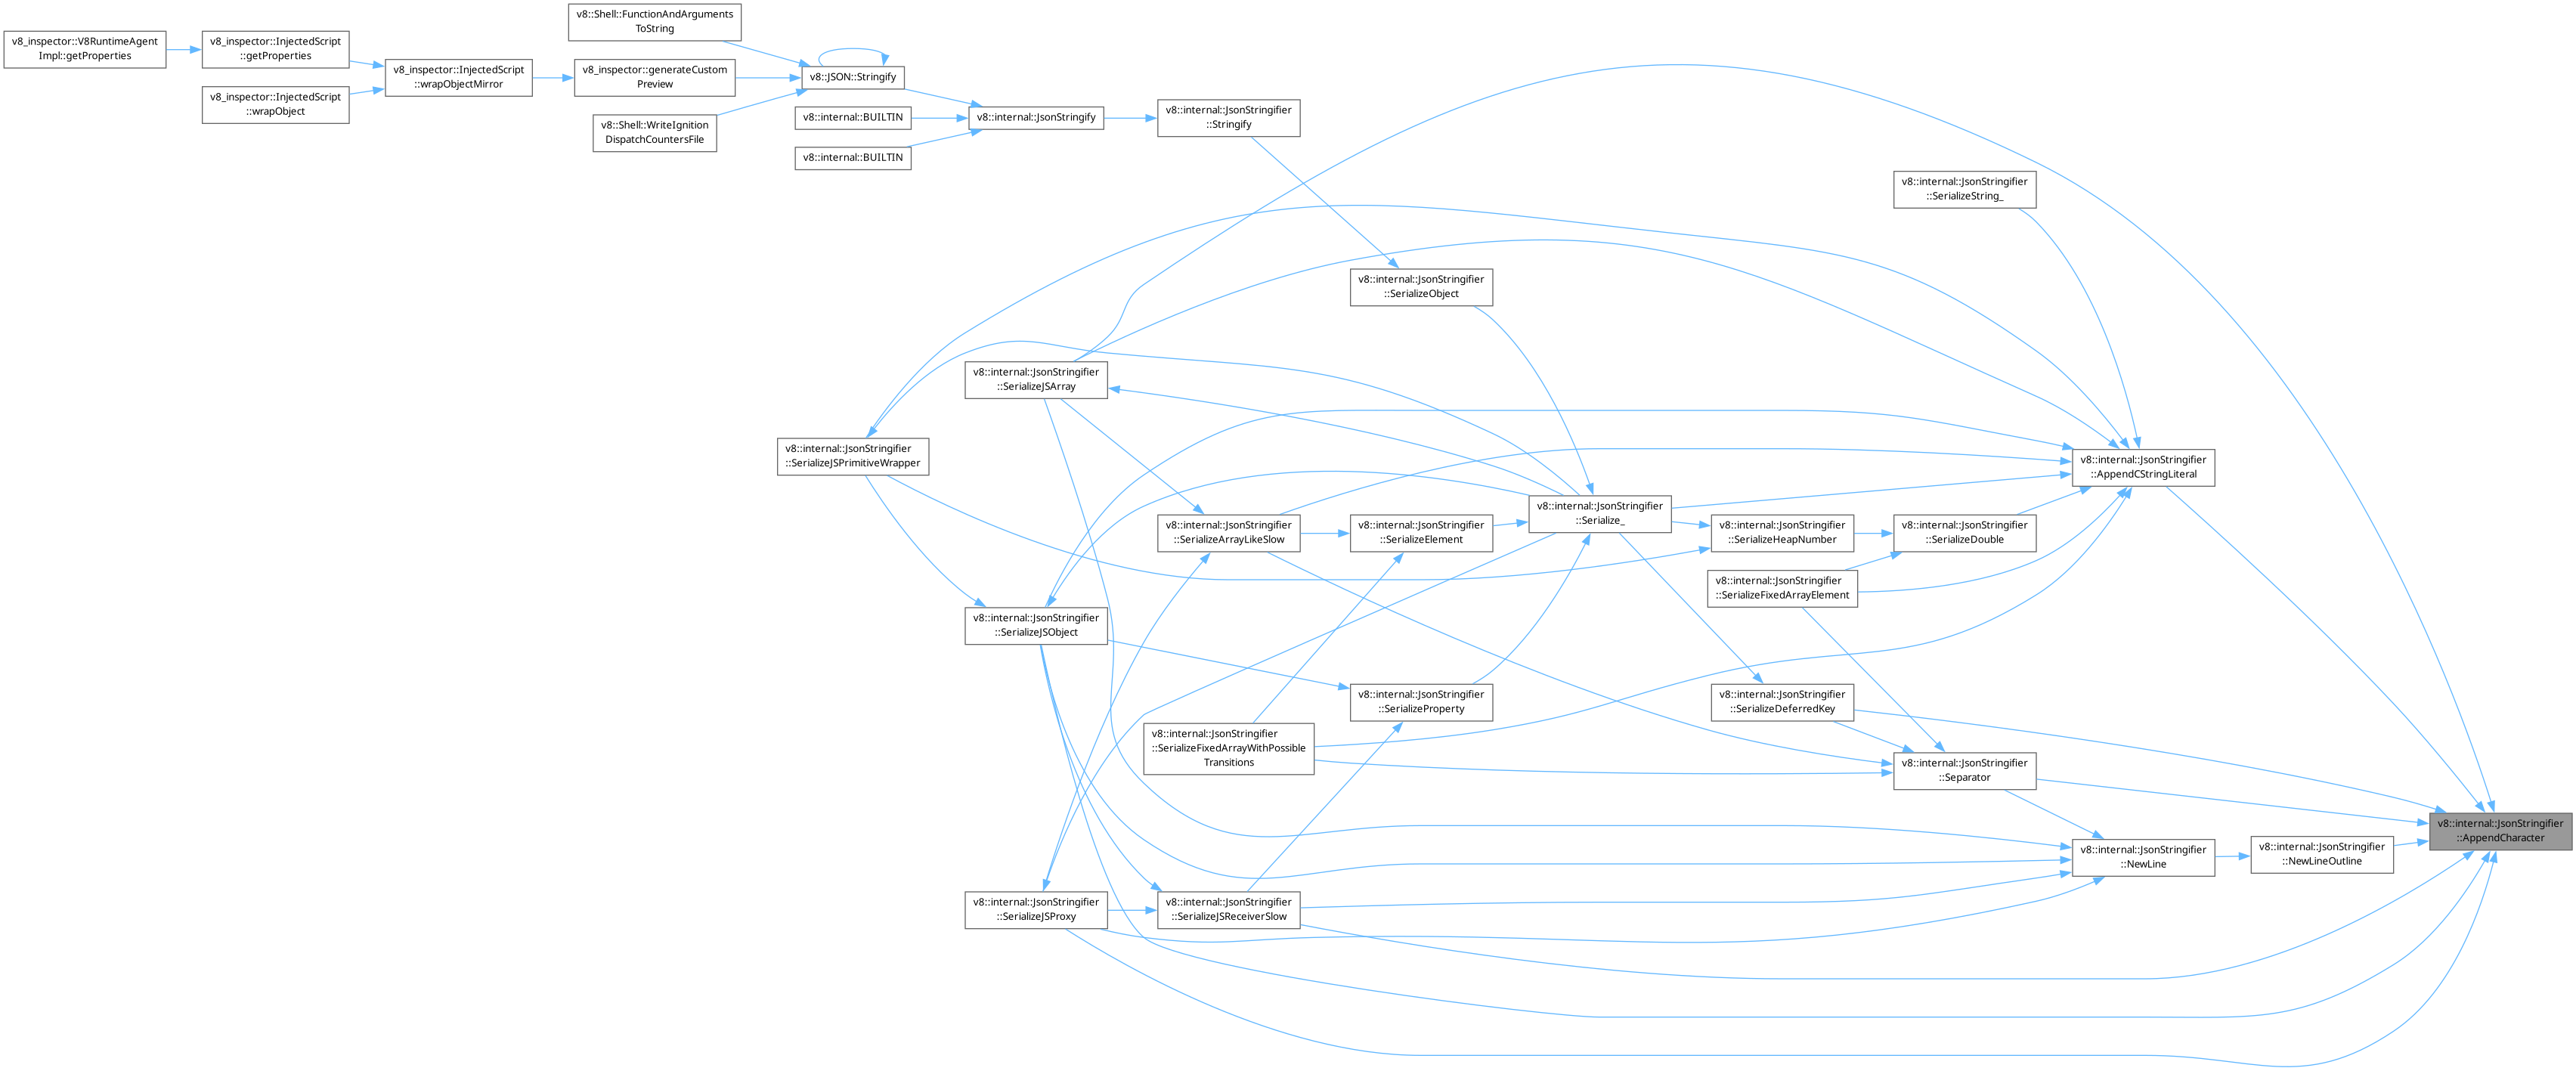 v8::Shell::FunctionAndArguments
ToString
v8_inspector::V8RuntimeAgent
Impl::getProperties
v8_inspector::InjectedScript
::getProperties
v8_inspector::InjectedScript
::wrapObjectMirror
v8_inspector::generateCustom
Preview
v8::JSON::Stringify
v8_inspector::InjectedScript
::wrapObject
v8::Shell::WriteIgnition
DispatchCountersFile
v8::internal::BUILTIN
v8::internal::JsonStringify
v8::internal::JsonStringifier
::Stringify
v8::internal::BUILTIN
v8::internal::JsonStringifier
::SerializeString_
v8::internal::JsonStringifier
::SerializeObject
v8::internal::JsonStringifier
::SerializeJSArray
v8::internal::JsonStringifier
::SerializeJSPrimitiveWrapper
v8::internal::JsonStringifier
::AppendCStringLiteral
v8::internal::JsonStringifier
::Serialize_
v8::internal::JsonStringifier
::SerializeArrayLikeSlow
v8::internal::JsonStringifier
::SerializeElement
v8::internal::JsonStringifier
::SerializeHeapNumber
v8::internal::JsonStringifier
::SerializeDouble
v8::internal::JsonStringifier
::SerializeFixedArrayElement
v8::internal::JsonStringifier
::SerializeJSObject
v8::internal::JsonStringifier
::SerializeProperty
v8::internal::JsonStringifier
::SerializeDeferredKey
v8::internal::JsonStringifier
::SerializeFixedArrayWithPossible
Transitions
v8::internal::JsonStringifier
::Separator
v8::internal::JsonStringifier
::AppendCharacter
v8::internal::JsonStringifier
::NewLine
v8::internal::JsonStringifier
::NewLineOutline
v8::internal::JsonStringifier
::SerializeJSProxy
v8::internal::JsonStringifier
::SerializeJSReceiverSlow